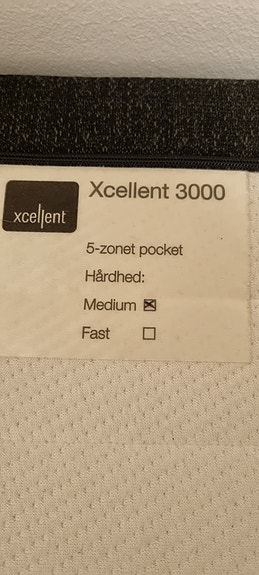 Xcellent 3000
xcellent
5-zonet pocket
Hårdhed:
Medium ☒
Fast ☐